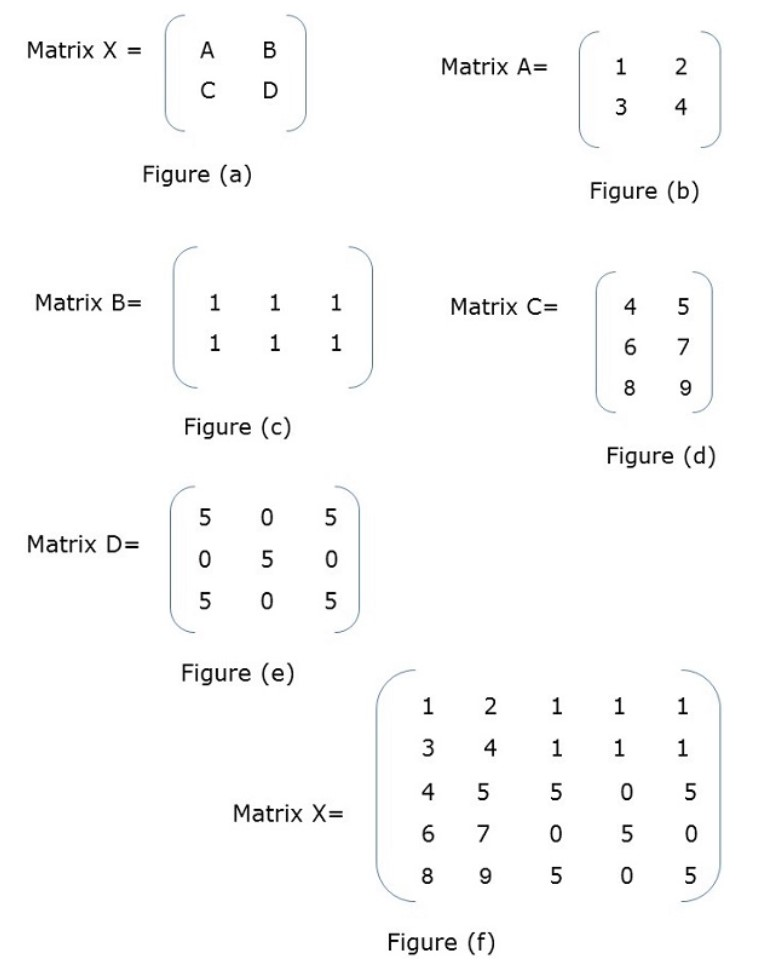 Matrix X = A B
C D
Figure (a)
Matrix A= 1 2
3 4
Figure (b)
Matrix B= 1 1 1
1 1 1
Figure (c)
Matrix C= 4 5
6 7
8 9
Figure (d)
Matrix D= 5 0 5
0 5 0
5 0 5
Figure (e)
1 2 1 1 1
3 4 1 1 1
4 5 5 0 5
Matrix X= 6 7 0 5 0
8 9 5 0 5
Figure (f)